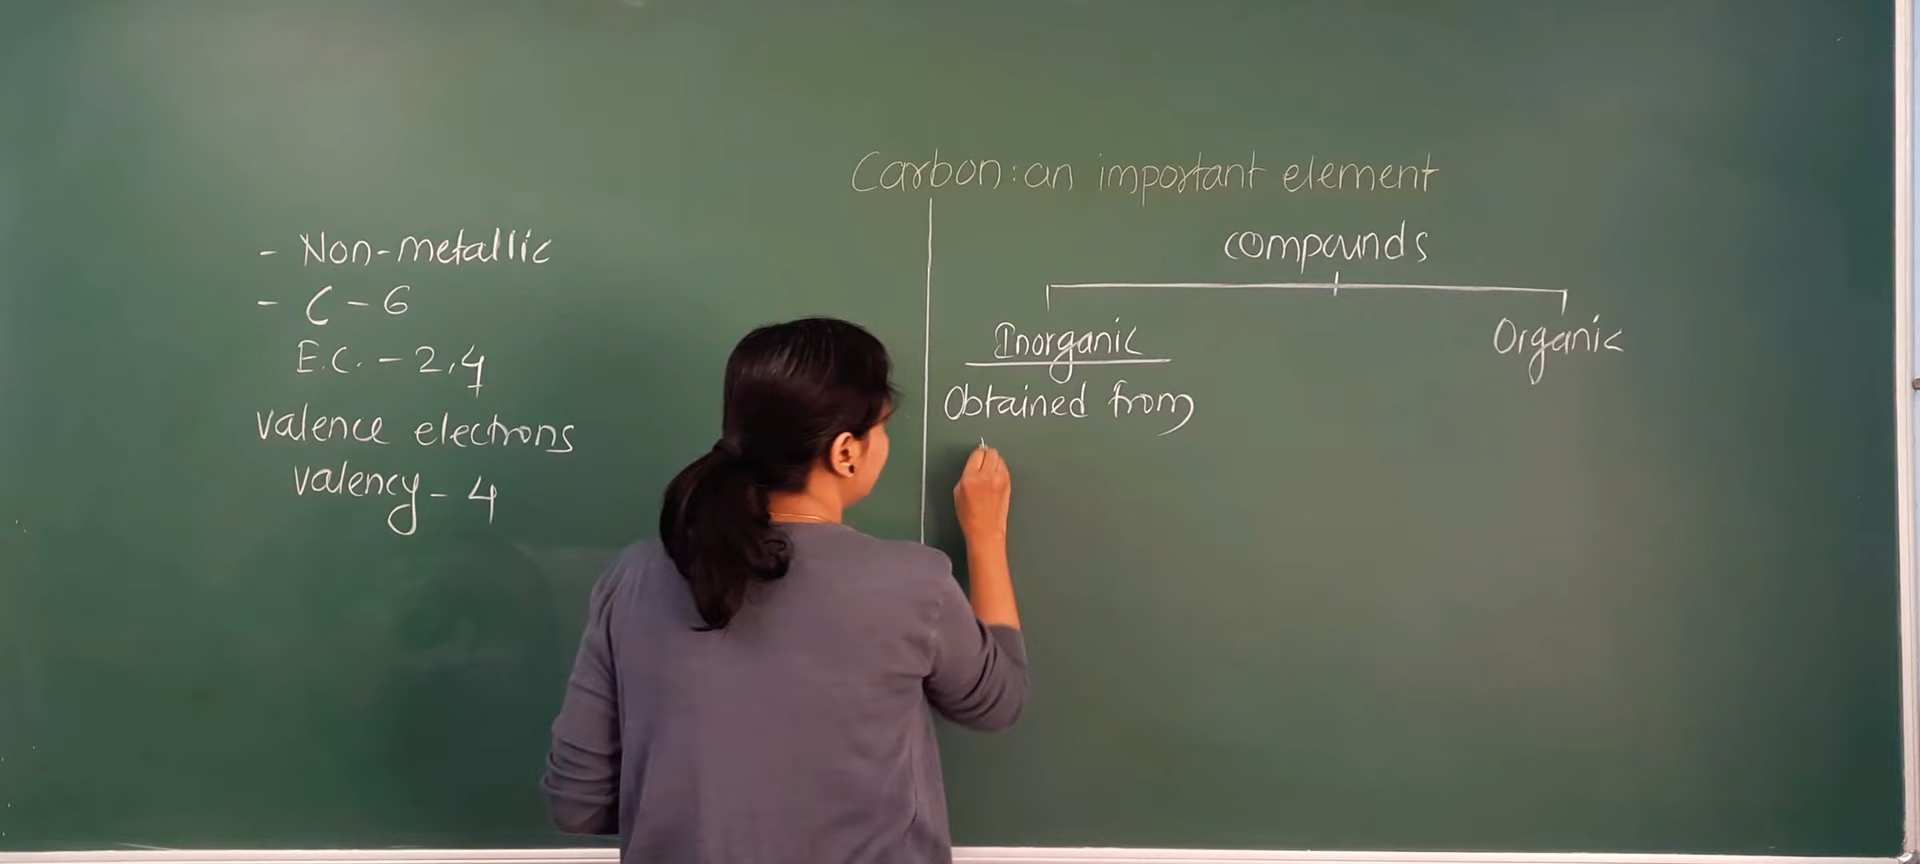 Carbon: an important element
- Non-metallic
- C - 6
E.C. - 2,4
valence electrons
valency - 4
compounds
Inorganic
Organic
Obtained from